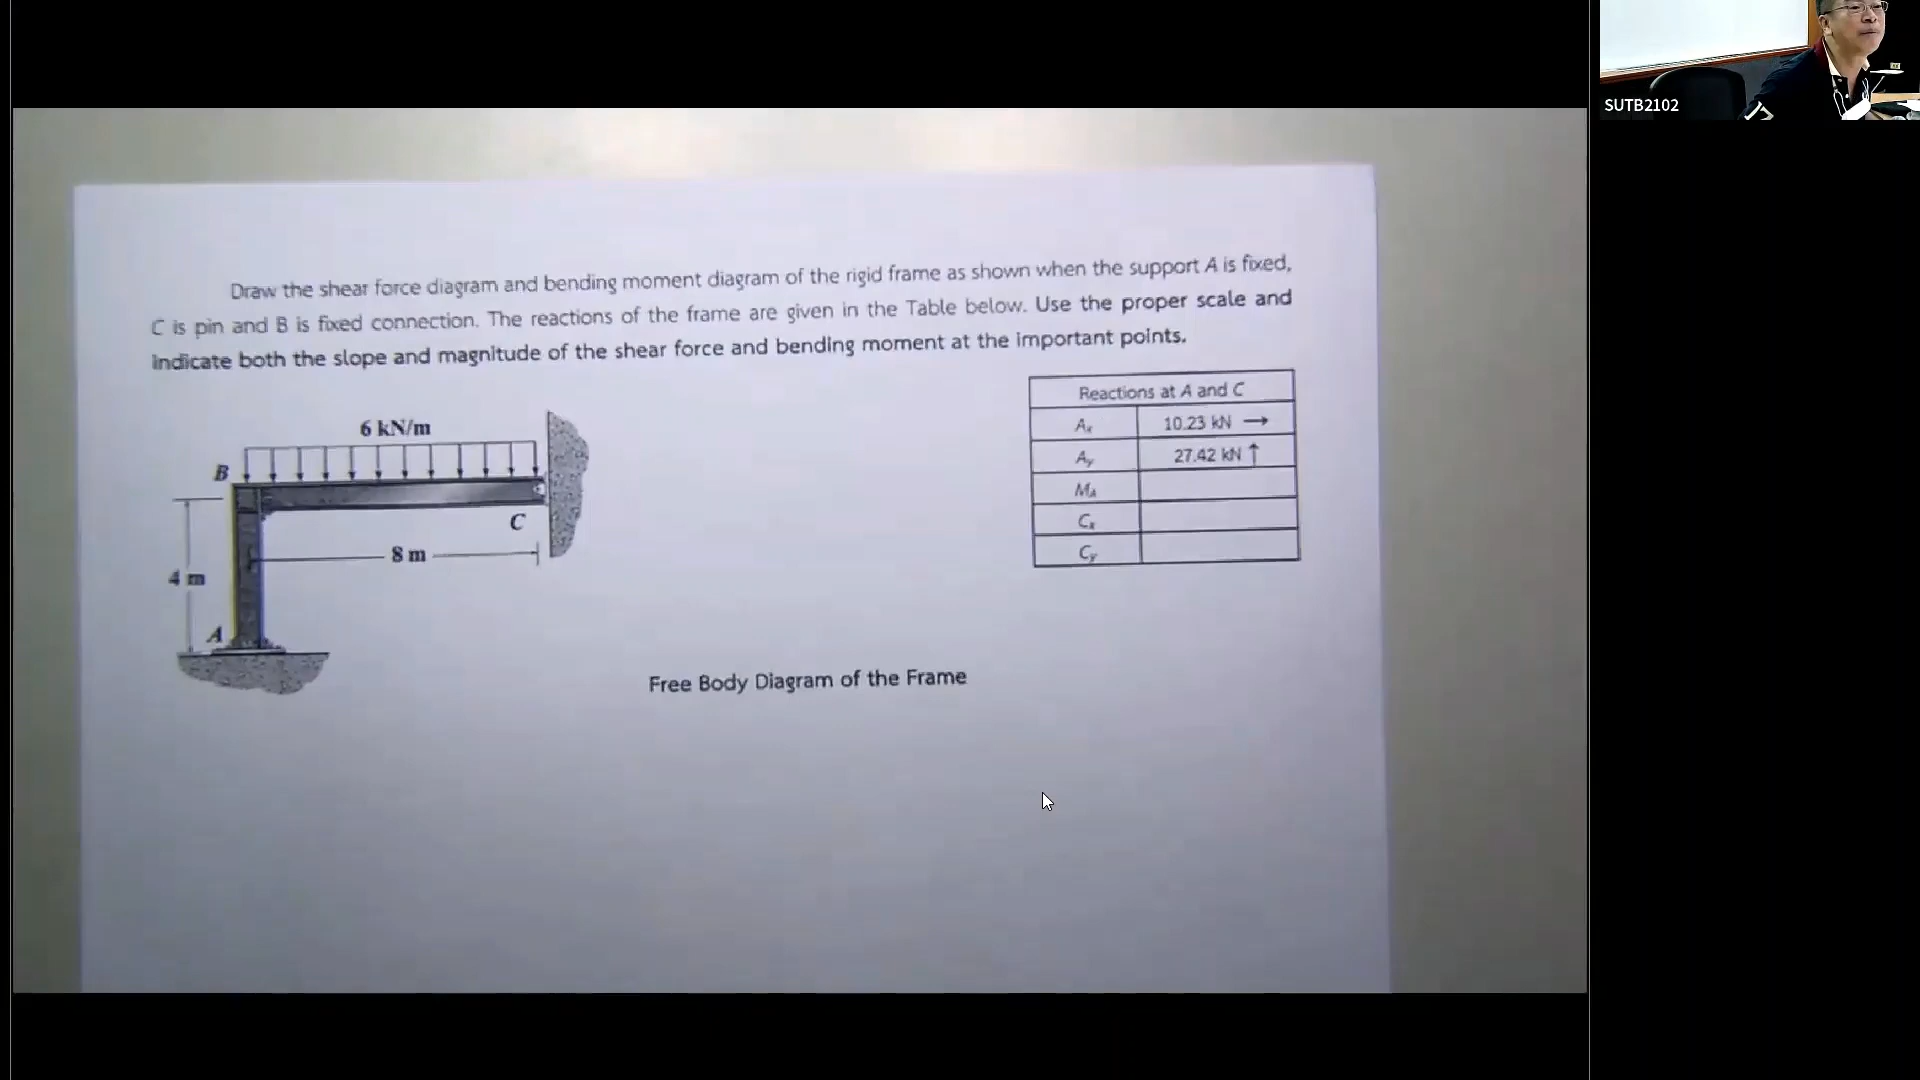 SUTB2102
Draw the shear force diagram and bending moment diagram of the rigid frame as shown when the support A is fixed,
C is pin and B is fixed connection. The reactions of the frame are given in the Table below. Use the proper scale and
indicate both the slope and magnitude of the shear force and bending moment at the important points.
Reactions at A and C
Ax 10.23 kN →
Ay 27.42 kN ↑
MA
Cx
Cy
6 kN/m
B
C
8 m
4 m
A
Free Body Diagram of the Frame